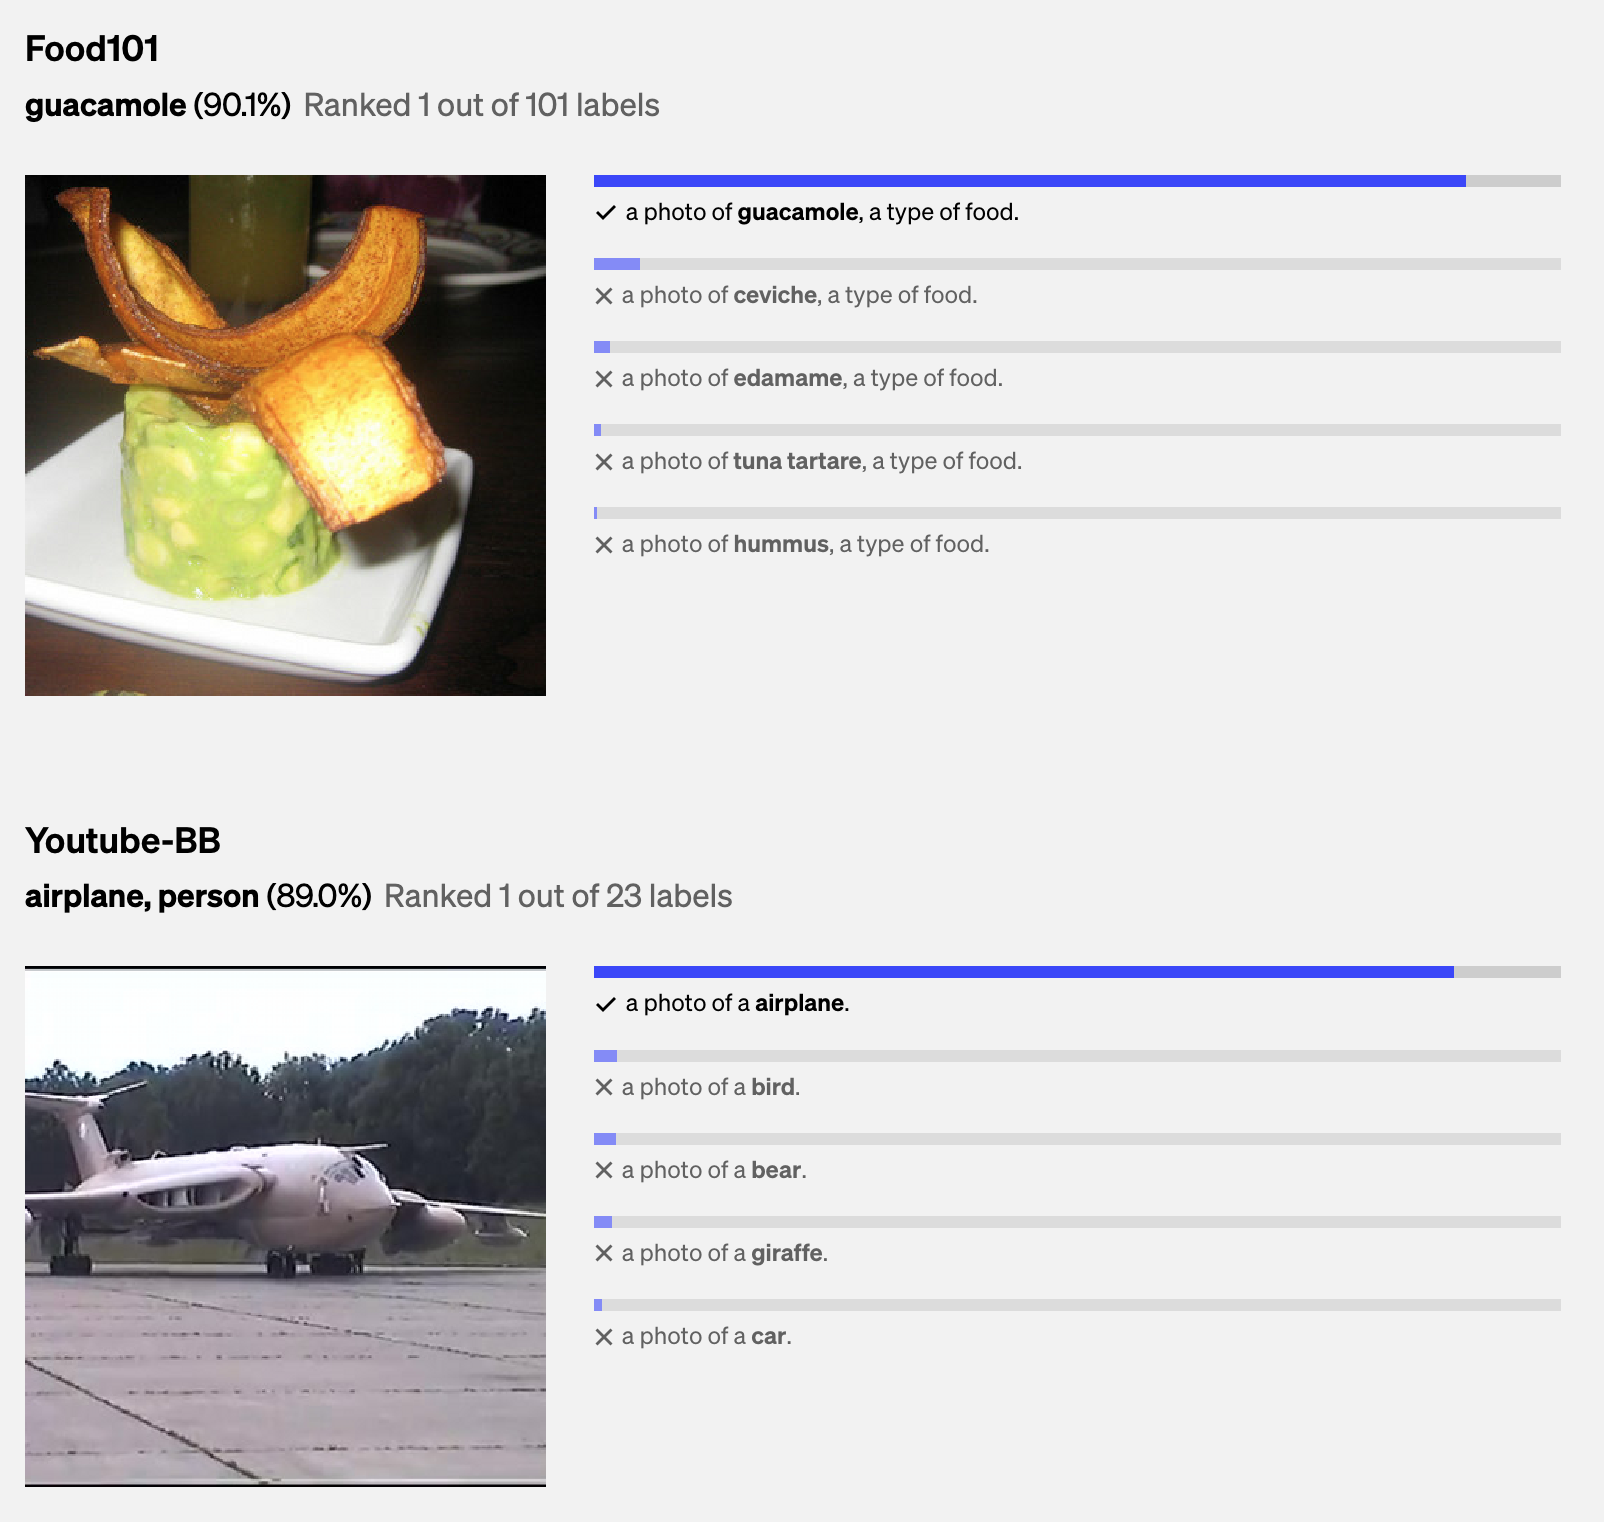 Food101
guacamole (90.1%) Ranked 1 out of 101 labels
✓ a photo of guacamole, a type of food.
× a photo of ceviche, a type of food.
× a photo of edamame, a type of food.
× a photo of tuna tartare, a type of food.
× a photo of hummus, a type of food.
Youtube-BB
airplane, person (89.0%) Ranked 1 out of 23 labels
✓ a photo of a airplane.
× a photo of a bird.
× a photo of a bear.
× a photo of a giraffe.
× a photo of a car.